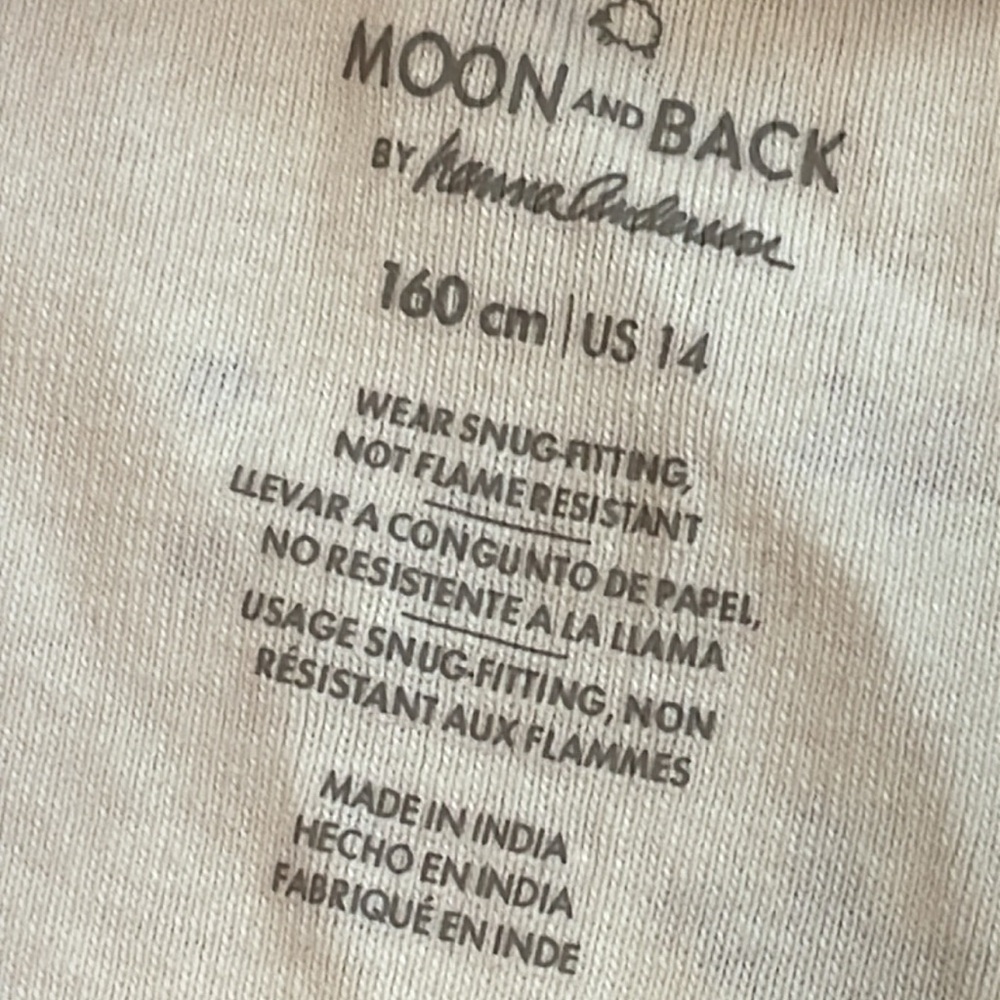 MOON AND BACK
BY hanna Andersson
160 cm | US 14
WEAR SNUG-FITTING,
NOT FLAME RESISTANT
LLEVAR A CONGUNTO DE PAPEL,
NO RESISTENTE A LA LLAMA
USAGE SNUG-FITTING, NON
RÉSISTANT AUX FLAMMES
MADE IN INDIA
HECHO EN INDIA
FABRIQUÉ EN INDE